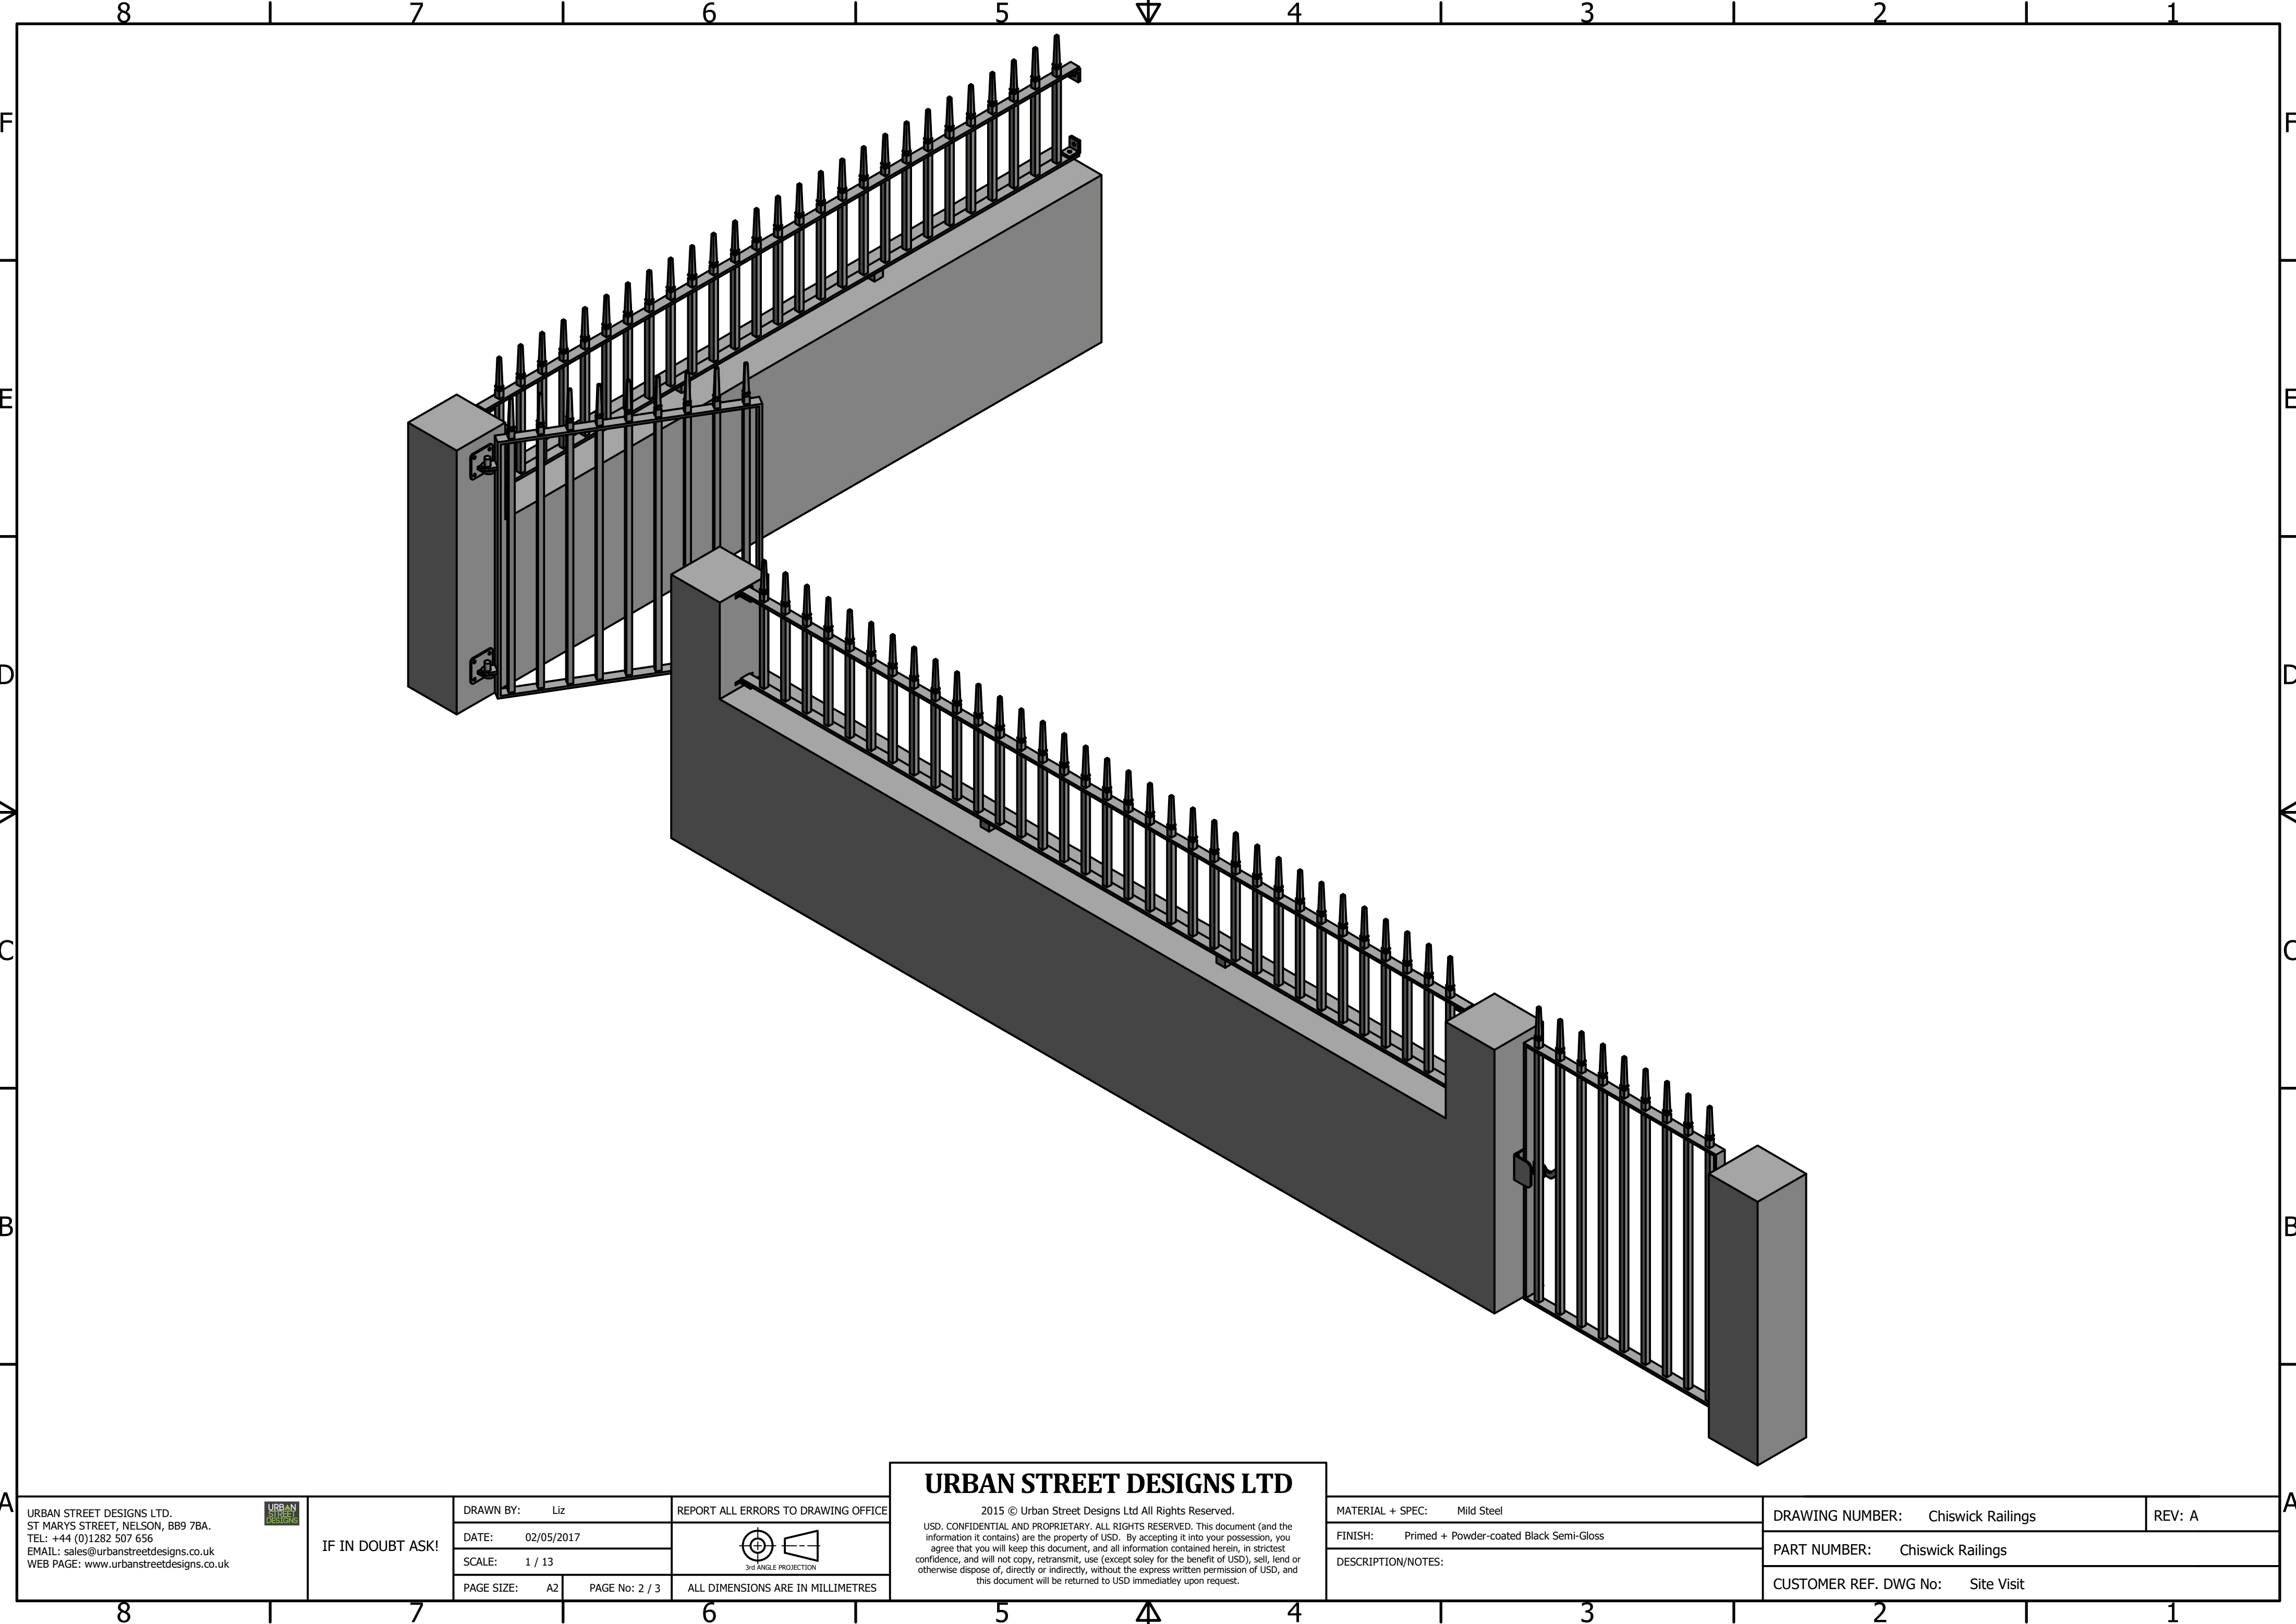 8 7 6 5 4 3 2 1
F F
E E
D D
C C
B B
A A
URBAN STREET DESIGNS LTD.
ST MARYS STREET, NELSON, BB9 7BA.
TEL: +44 (0)1282 507 656
EMAIL: sales@urbanstreetdesigns.co.uk
WEB PAGE: www.urbanstreetdesigns.co.uk
URBAN
STREET
DESIGNS
IF IN DOUBT ASK!
DRAWN BY: Liz
DATE: 02/05/2017
SCALE: 1 / 13
PAGE SIZE: A2 PAGE No: 2 / 3
REPORT ALL ERRORS TO DRAWING OFFICE
3rd ANGLE PROJECTION
ALL DIMENSIONS ARE IN MILLIMETRES
URBAN STREET DESIGNS LTD
2015 © Urban Street Designs Ltd All Rights Reserved.
USD. CONFIDENTIAL AND PROPRIETARY. ALL RIGHTS RESERVED. This document (and the
information it contains) are the property of USD. By accepting it into your possession, you
agree that you will keep this document, and all information contained herein, in strictest
confidence, and will not copy, retransmit, use (except soley for the benefit of USD), sell, lend or
otherwise dispose of, directly or indirectly, without the express written permission of USD, and
this document will be returned to USD immediatley upon request.
MATERIAL + SPEC: Mild Steel
FINISH: Primed + Powder-coated Black Semi-Gloss
DESCRIPTION/NOTES:
DRAWING NUMBER: Chiswick Railings REV: A
PART NUMBER: Chiswick Railings
CUSTOMER REF. DWG No: Site Visit
8 7 6 5 4 3 2 1